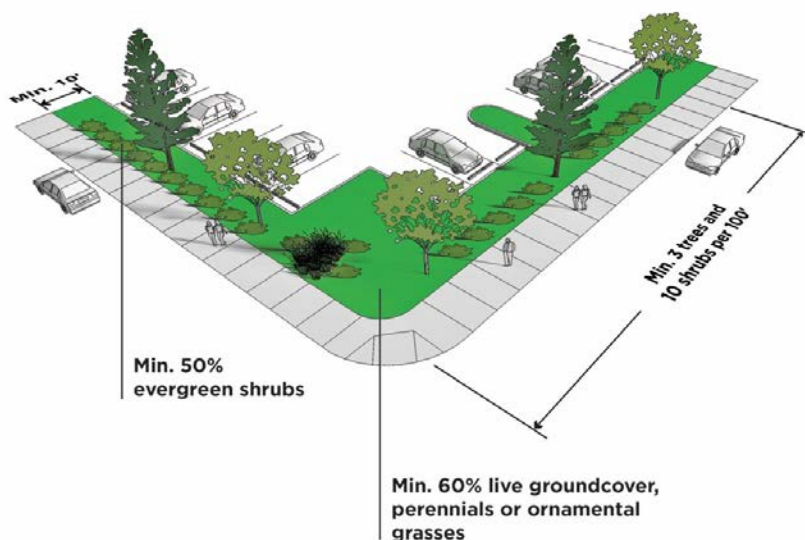 Min. 10'
Min. 3 trees and
10 shrubs per 100'
Min. 50%
evergreen shrubs
Min. 60% live groundcover,
perennials or ornamental
grasses